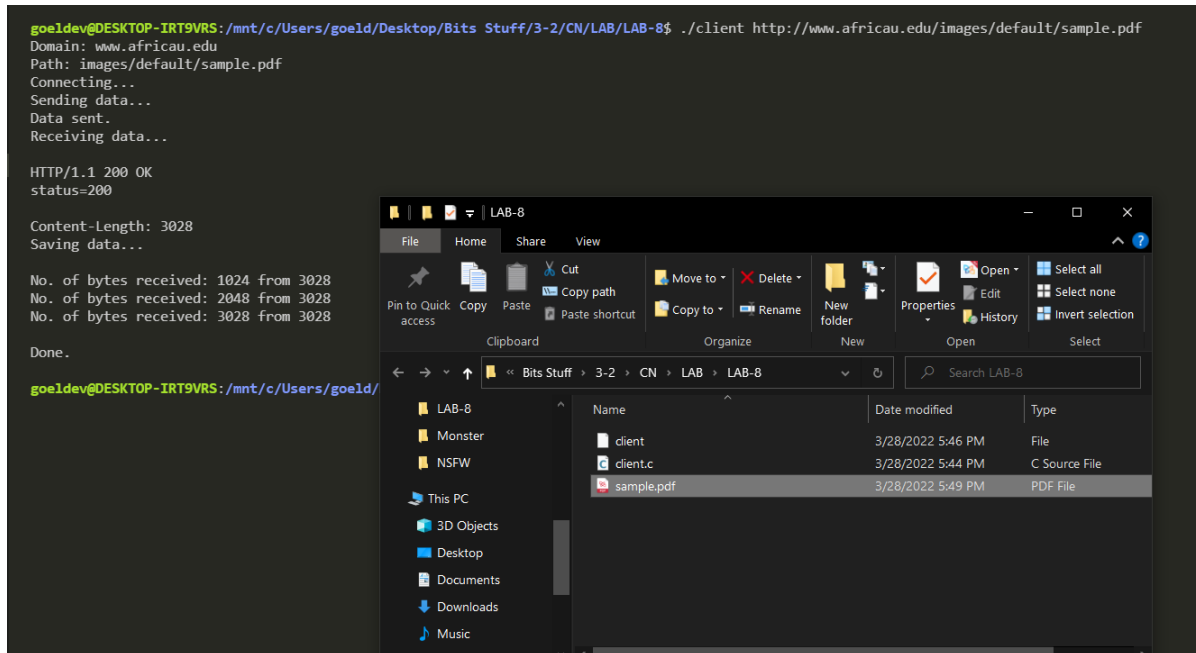 goeldev@DESKTOP-IRT9VRS:/mnt/c/Users/goeld/Desktop/Bits Stuff/3-2/CN/LAB/LAB-8$ ./client http://www.africau.edu/images/default/sample.pdf
Domain: www.africau.edu
Path: images/default/sample.pdf
Connecting...
Sending data...
Data sent.
Receiving data...
HTTP/1.1 200 OK
status=200
Content-Length: 3028
Saving data...
No. of bytes received: 1024 from 3028
No. of bytes received: 2048 from 3028
No. of bytes received: 3028 from 3028
Done.
goeldev@DESKTOP-IRT9VRS:/mnt/c/Users/goeld/
LAB-8
File Home Share View
Pin to Quick access
Copy
Paste
Cut
Copy path
Paste shortcut
Move to
Copy to
Delete
Rename
New folder
Properties
Open
Edit
History
Select all
Select none
Invert selection
Clipboard Organize New Open Select
« Bits Stuff › 3-2 › CN › LAB › LAB-8
Search LAB-8
LAB-8
Monster
NSFW
This PC
3D Objects
Desktop
Documents
Downloads
Music
Name Date modified Type
client 3/28/2022 5:46 PM File
client.c 3/28/2022 5:44 PM C Source File
sample.pdf 3/28/2022 5:49 PM PDF File